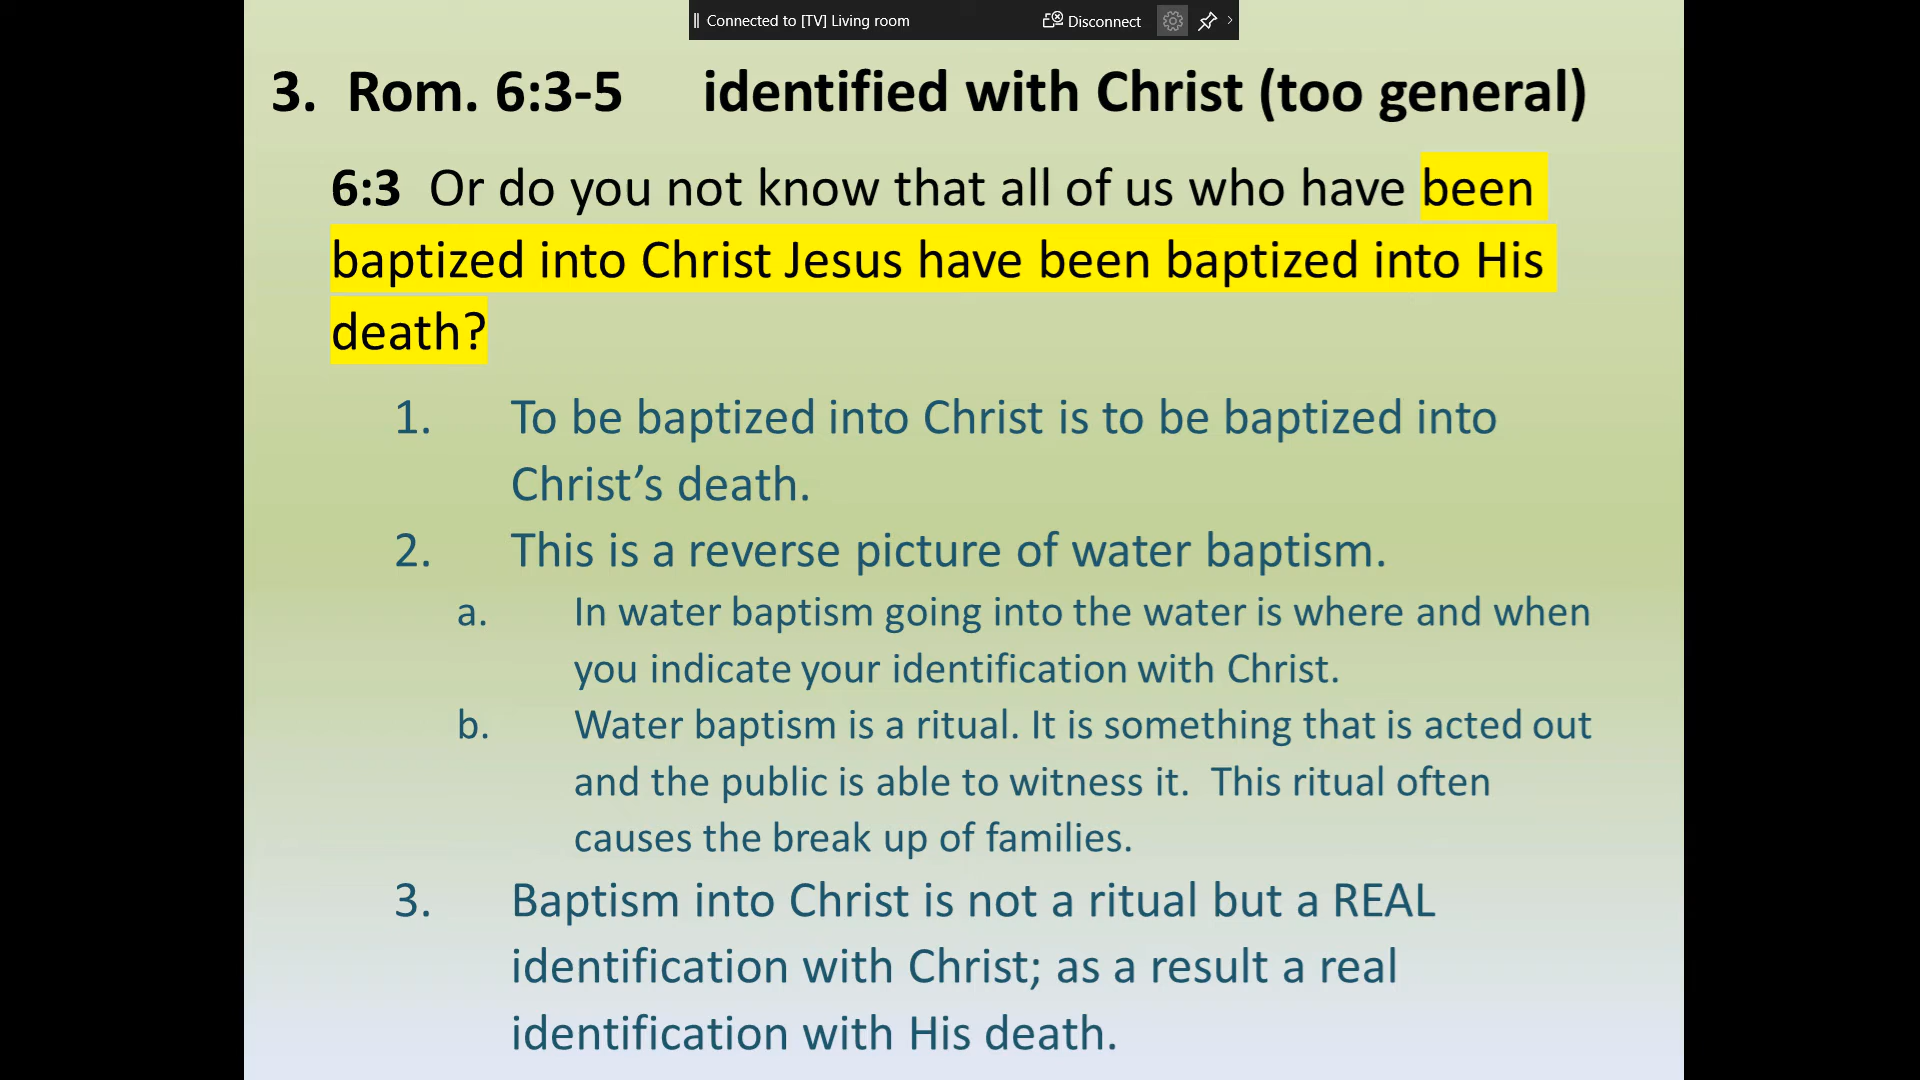 Connected to [TV] Living room Disconnect
3. Rom. 6:3-5 identified with Christ (too general)
6:3 Or do you not know that all of us who have been
baptized into Christ Jesus have been baptized into His
death?
1. To be baptized into Christ is to be baptized into
Christ’s death.
2. This is a reverse picture of water baptism.
a. In water baptism going into the water is where and when
you indicate your identification with Christ.
b. Water baptism is a ritual. It is something that is acted out
and the public is able to witness it. This ritual often
causes the break up of families.
3. Baptism into Christ is not a ritual but a REAL
identification with Christ; as a result a real
identification with His death.